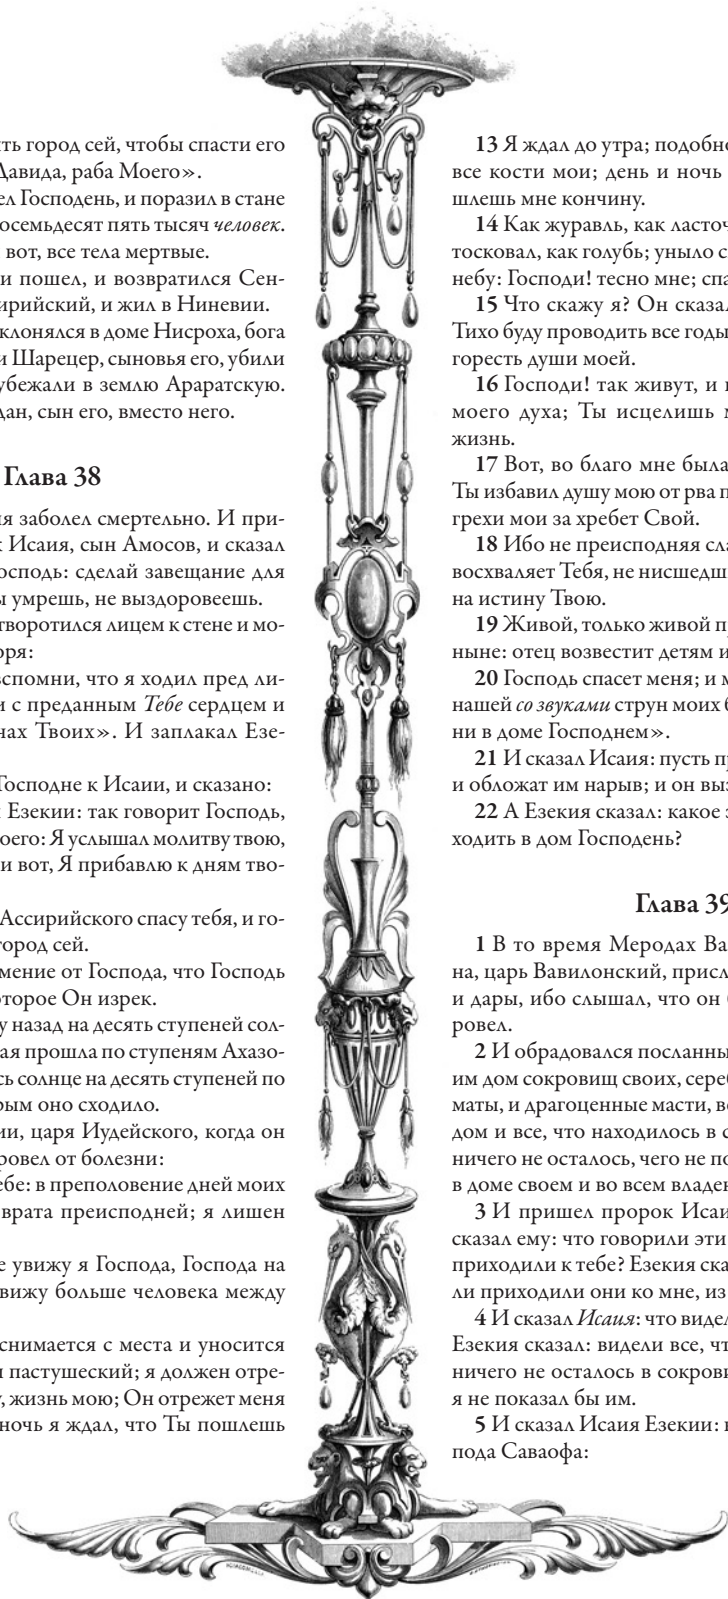 ть город сей, чтобы спасти его
Давида, раба Моего».
ел Господень, и поразил в стане
осемьдесят пять тысяч человек.
вот, все тела мертвые.
и пошел, и возвратился Сен-
ирийский, и жил в Ниневии.
клонялся в доме Нисроха, бога
и Шарецер, сыновья его, убили
убежали в землю Араратскую.
дан, сын его, вместо него.
Глава 38
ия заболел смертельно. И при-
к Исаия, сын Амосов, и сказал
осподь: сделай завещание для
ы умрешь, не выздоровеешь.
творотился лицем к стене и мо-
оря:
вспомни, что я ходил пред ли-
и с преданным Тебе сердцем и
чах Твоих». И заплакал Езе-
Господне к Исаии, и сказано:
и Езекии: так говорит Господь,
воего: Я услышал молитву твою,
и вот, Я прибавлю к дням тво-
Ассирийского спасу тебя, и го-
город сей.
мение от Господа, что Господь
оторое Он изрек.
у назад на десять ступеней сол-
ая прошла по ступеням Ахазо-
сь солнце на десять ступеней по
рым оно сходило.
ии, царя Иудейского, когда он
ровел от болезни:
ебе: в преполовение дней моих
врата преисподней; я лишен
е увижу я Господа, Господа на
вижу больше человека между
снимается с места и уносится
и пастушеский; я должен отре-
у, жизнь мою; Он отрежет меня
ночь я ждал, что Ты пошлешь
13 Я ждал до утра; подобно
все кости мои; день и ночь
шлешь мне кончину.
14 Как журавль, как ласточ
тосковал, как голубь; уныло с
небу: Господи! тесно мне; спа
15 Что скажу я? Он сказал
Тихо буду проводить все годы
горесть души моей.
16 Господи! так живут, и
моего духа; Ты исцелишь м
жизнь.
17 Вот, во благо мне была
Ты избавил душу мою от рва п
грехи мои за хребет Свой.
18 Ибо не преисподняя сла
восхваляет Тебя, не нисшедш
на истину Твою.
19 Живой, только живой пр
ныне: отец возвестит детям и
20 Господь спасет меня; и м
нашей со звуками струн моих б
ни в доме Господнем».
21 И сказал Исаия: пусть пр
и обложат им нарыв; и он выз
22 А Езекия сказал: какое з
ходить в дом Господень?
Глава 39
1 В то время Меродах Ва
на, царь Вавилонский, присл
и дары, ибо слышал, что он б
ровел.
2 И обрадовался посланны
им дом сокровищ своих, сереб
маты, и драгоценные масти, ве
дом и все, что находилось в с
ничего не осталось, чего не по
в доме своем и во всем владен
3 И пришел пророк Исаи
сказал ему: что говорили эти
приходили к тебе? Езекия ска
ли приходили они ко мне, из
4 И сказал Исаия: что видел
Езекия сказал: видели все, чт
ничего не осталось в сокрови
я не показал бы им.
5 И сказал Исаия Езекии: в
пода Саваофа: